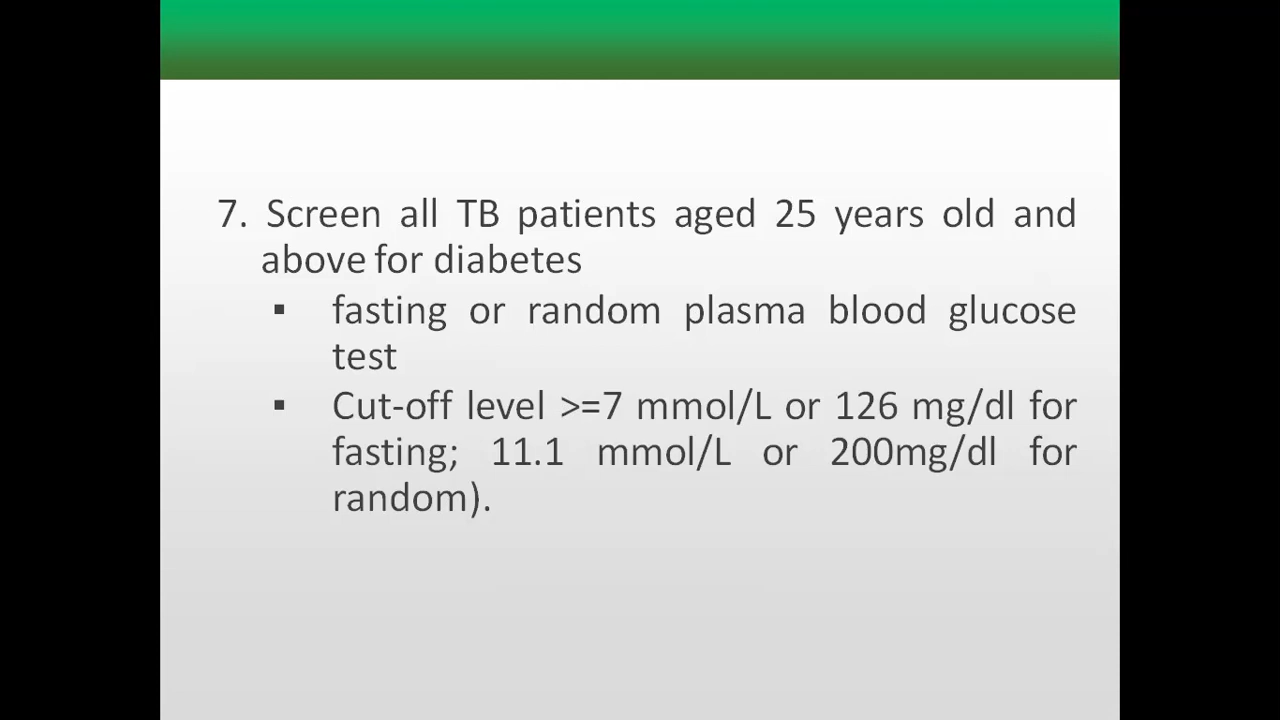 7. Screen all TB patients aged 25 years old and
above for diabetes
▪ fasting or random plasma blood glucose
test
▪ Cut-off level >=7 mmol/L or 126 mg/dl for
fasting; 11.1 mmol/L or 200mg/dl for
random).